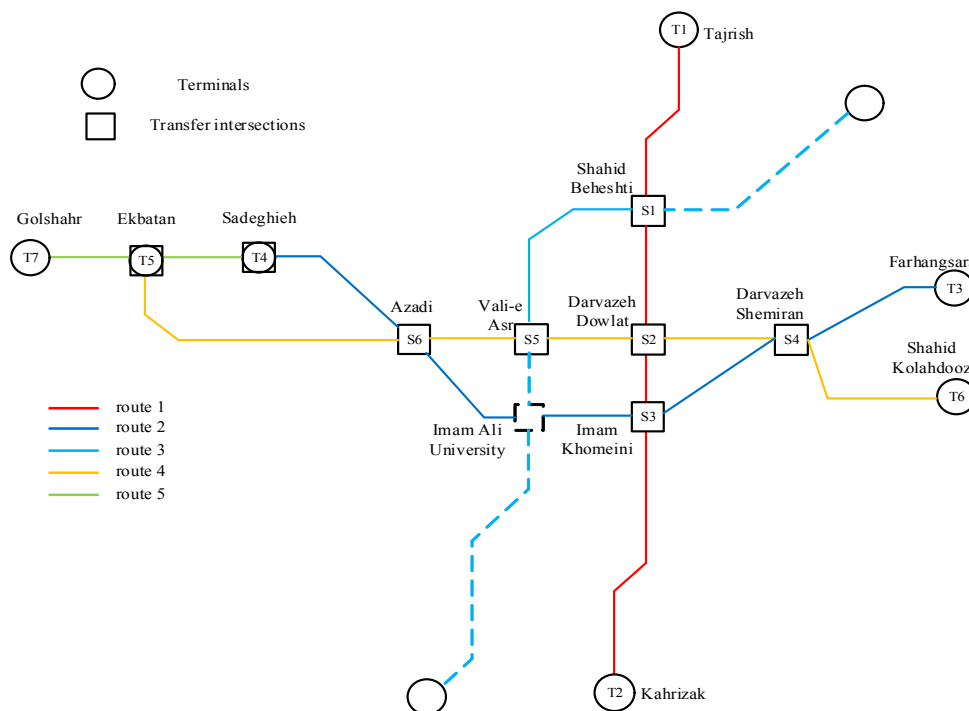 T1
Tajrish
Terminals
Transfer intersections
Shahid
Beheshti
S1
Golshahr
Ekbatan
Sadeghieh
T7
T5
T4
Farhangsara
T3
Azadi
Vali-e
Asr
Darvazeh
Dowlat
Darvazeh
Shemiran
S6
S5
S2
S4
Shahid
Kolahdooz
T6
route 1
route 2
route 3
route 4
route 5
Imam Ali
University
Imam
Khomeini
S3
T2
Kahrizak